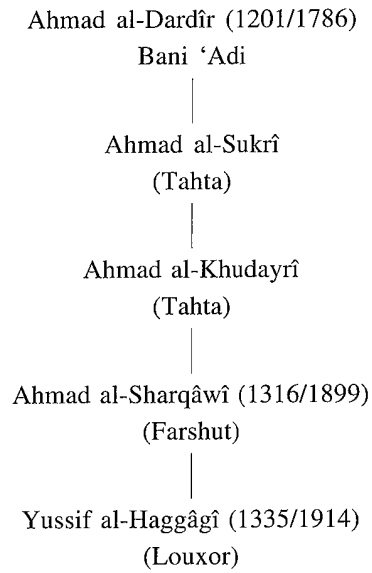 Ahmad al-Dardîr (1201/1786)
Bani ‘Adi
Ahmad al-Sukrî
(Tahta)
Ahmad al-Khudayrî
(Tahta)
Ahmad al-Sharqâwî (1316/1899)
(Farshut)
Yussif al-Haggâgî (1335/1914)
(Louxor)